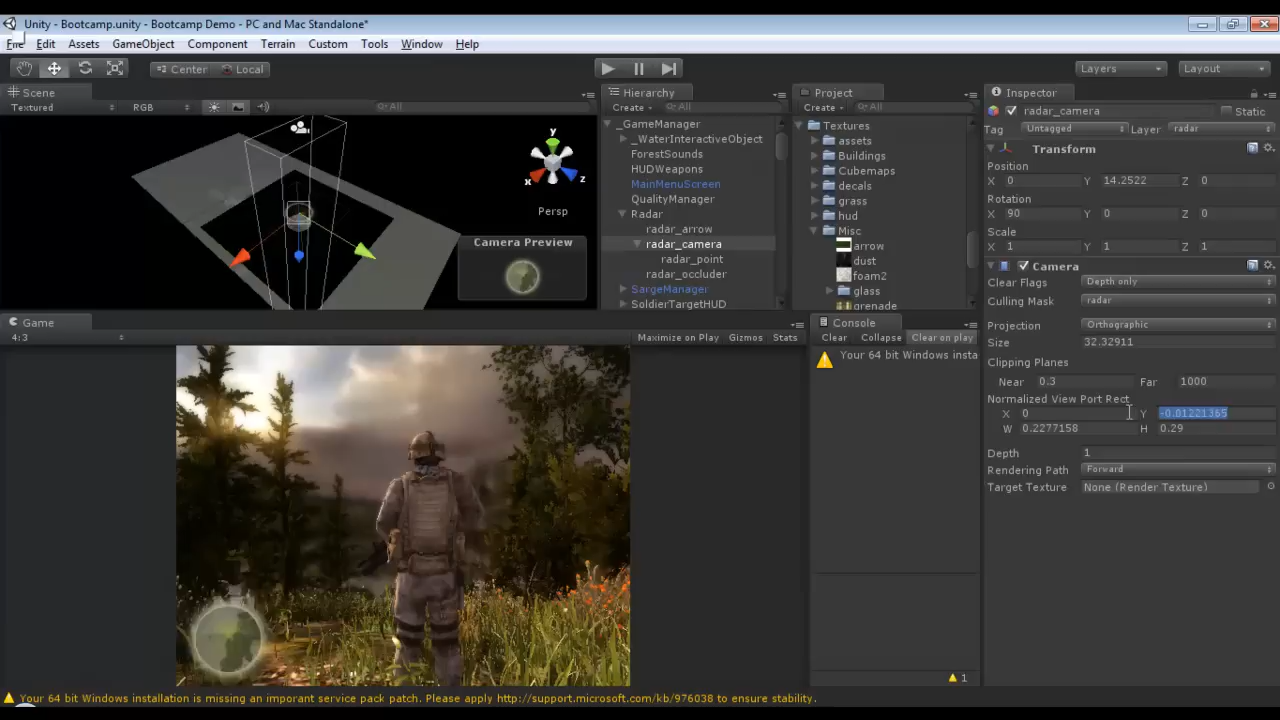 Unity - Bootcamp.unity - Bootcamp Demo - PC and Mac Standalone*
File Edit Assets GameObject Component Terrain Custom Tools Window Help
Center Local Layers Layout
Scene
Textured RGB All
y
x
z
Persp
Camera Preview
Hierarchy
Create All
_GameManager
_WaterInteractiveObject
ForestSounds
HUDWeapons
MainMenuScreen
QualityManager
Radar
radar_arrow
radar_camera
radar_point
radar_occluder
SargeManager
SoldierTargetHUD
Project
Create All
Textures
assets
Buildings
Cubemaps
decals
grass
hud
Misc
arrow
dust
foam2
glass
grenade
Inspector
radar_camera Static
Tag Untagged Layer radar
Transform
Position
X 0 Y 14.2522 Z 0
Rotation
X 90 Y 0 Z 0
Scale
X 1 Y 1 Z 1
Camera
Clear Flags Depth only
Culling Mask radar
Projection Orthographic
Size 32.32911
Clipping Planes
Near 0.3 Far 1000
Normalized View Port Rect
X 0 Y -0.01221365
W 0.2277158 H 0.29
Depth 1
Rendering Path Forward
Target Texture None (Render Texture)
Game
4:3 Maximize on Play Gizmos Stats
Console
Clear Collapse Clear on play
Your 64 bit Windows insta
1
Your 64 bit Windows installation is missing an imporant service pack patch. Please apply http://support.microsoft.com/kb/976038 to ensure stability.